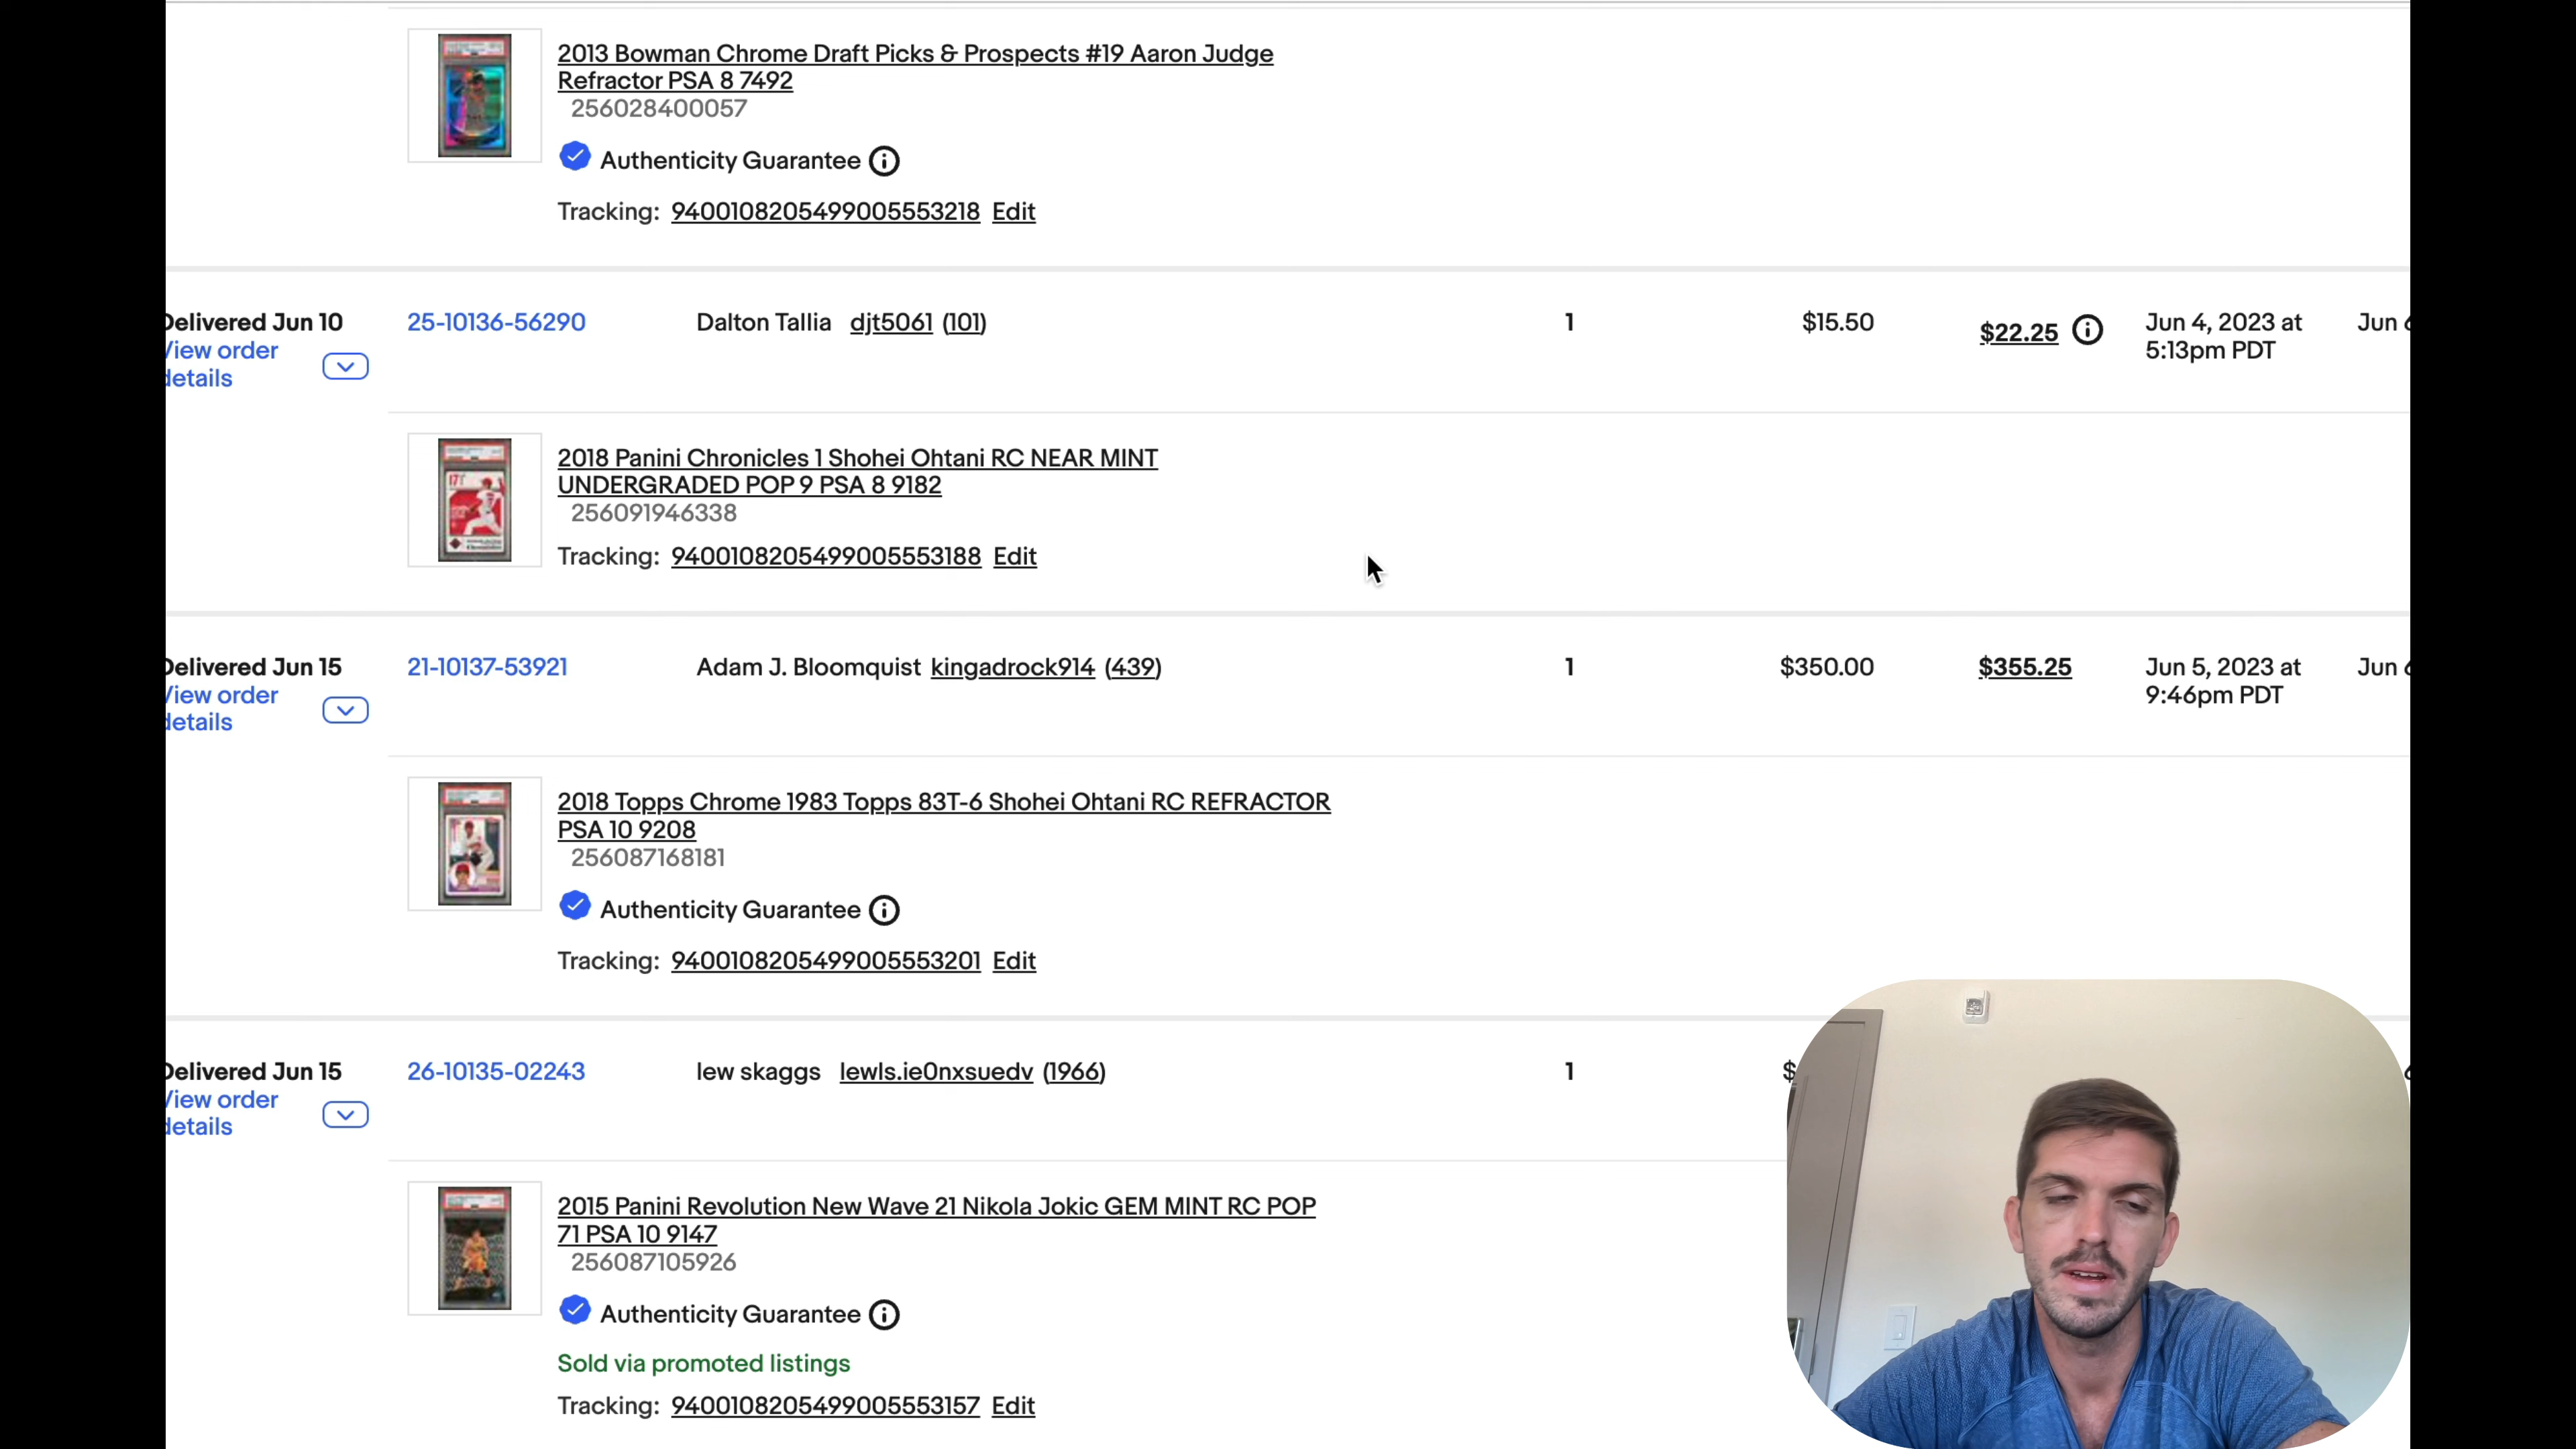 2013 Bowman Chrome Draft Picks & Prospects #19 Aaron Judge
Refractor PSA 8 7492
256028400057
Authenticity Guarantee
Tracking: 9400108205499005553218 Edit
Delivered Jun 10
View order
details
25-10136-56290
Dalton Tallia djt5061 (101)
1
$15.50
$22.25
Jun 4, 2023 at
5:13pm PDT
Jun 6
2018 Panini Chronicles 1 Shohei Ohtani RC NEAR MINT
UNDERGRADED POP 9 PSA 8 9182
256091946338
Tracking: 9400108205499005553188 Edit
Delivered Jun 15
View order
details
21-10137-53921
Adam J. Bloomquist kingadrock914 (439)
1
$350.00
$355.25
Jun 5, 2023 at
9:46pm PDT
Jun 6
2018 Topps Chrome 1983 Topps 83T-6 Shohei Ohtani RC REFRACTOR
PSA 10 9208
256087168181
Authenticity Guarantee
Tracking: 9400108205499005553201 Edit
Delivered Jun 15
View order
details
26-10135-02243
lew skaggs lewls.ie0nxsuedv (1966)
1
$
2015 Panini Revolution New Wave 21 Nikola Jokic GEM MINT RC POP
71 PSA 10 9147
256087105926
Authenticity Guarantee
Sold via promoted listings
Tracking: 9400108205499005553157 Edit